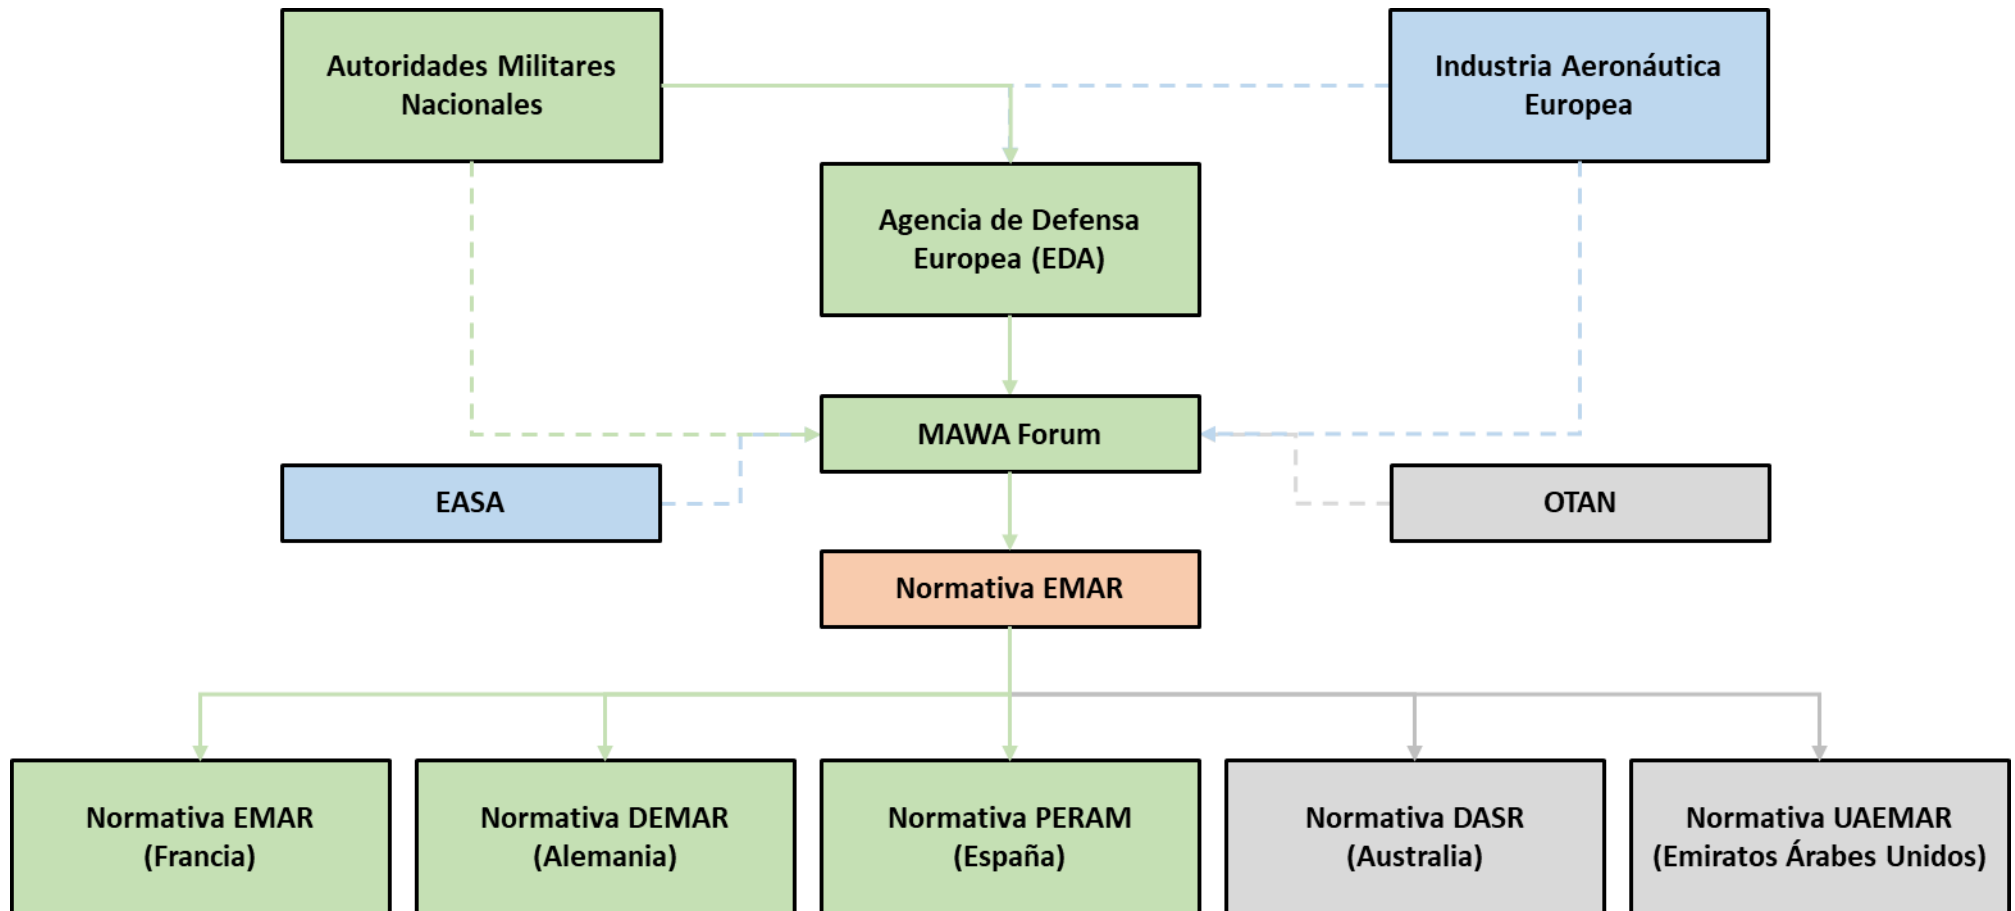 Autoridades Militares
Nacionales
Industria Aeronáutica
Europea
Agencia de Defensa
Europea (EDA)
MAWA Forum
EASA
OTAN
Normativa EMAR
Normativa EMAR
(Francia)
Normativa DEMAR
(Alemania)
Normativa PERAM
(España)
Normativa DASR
(Australia)
Normativa UAEMAR
(Emiratos Árabes Unidos)